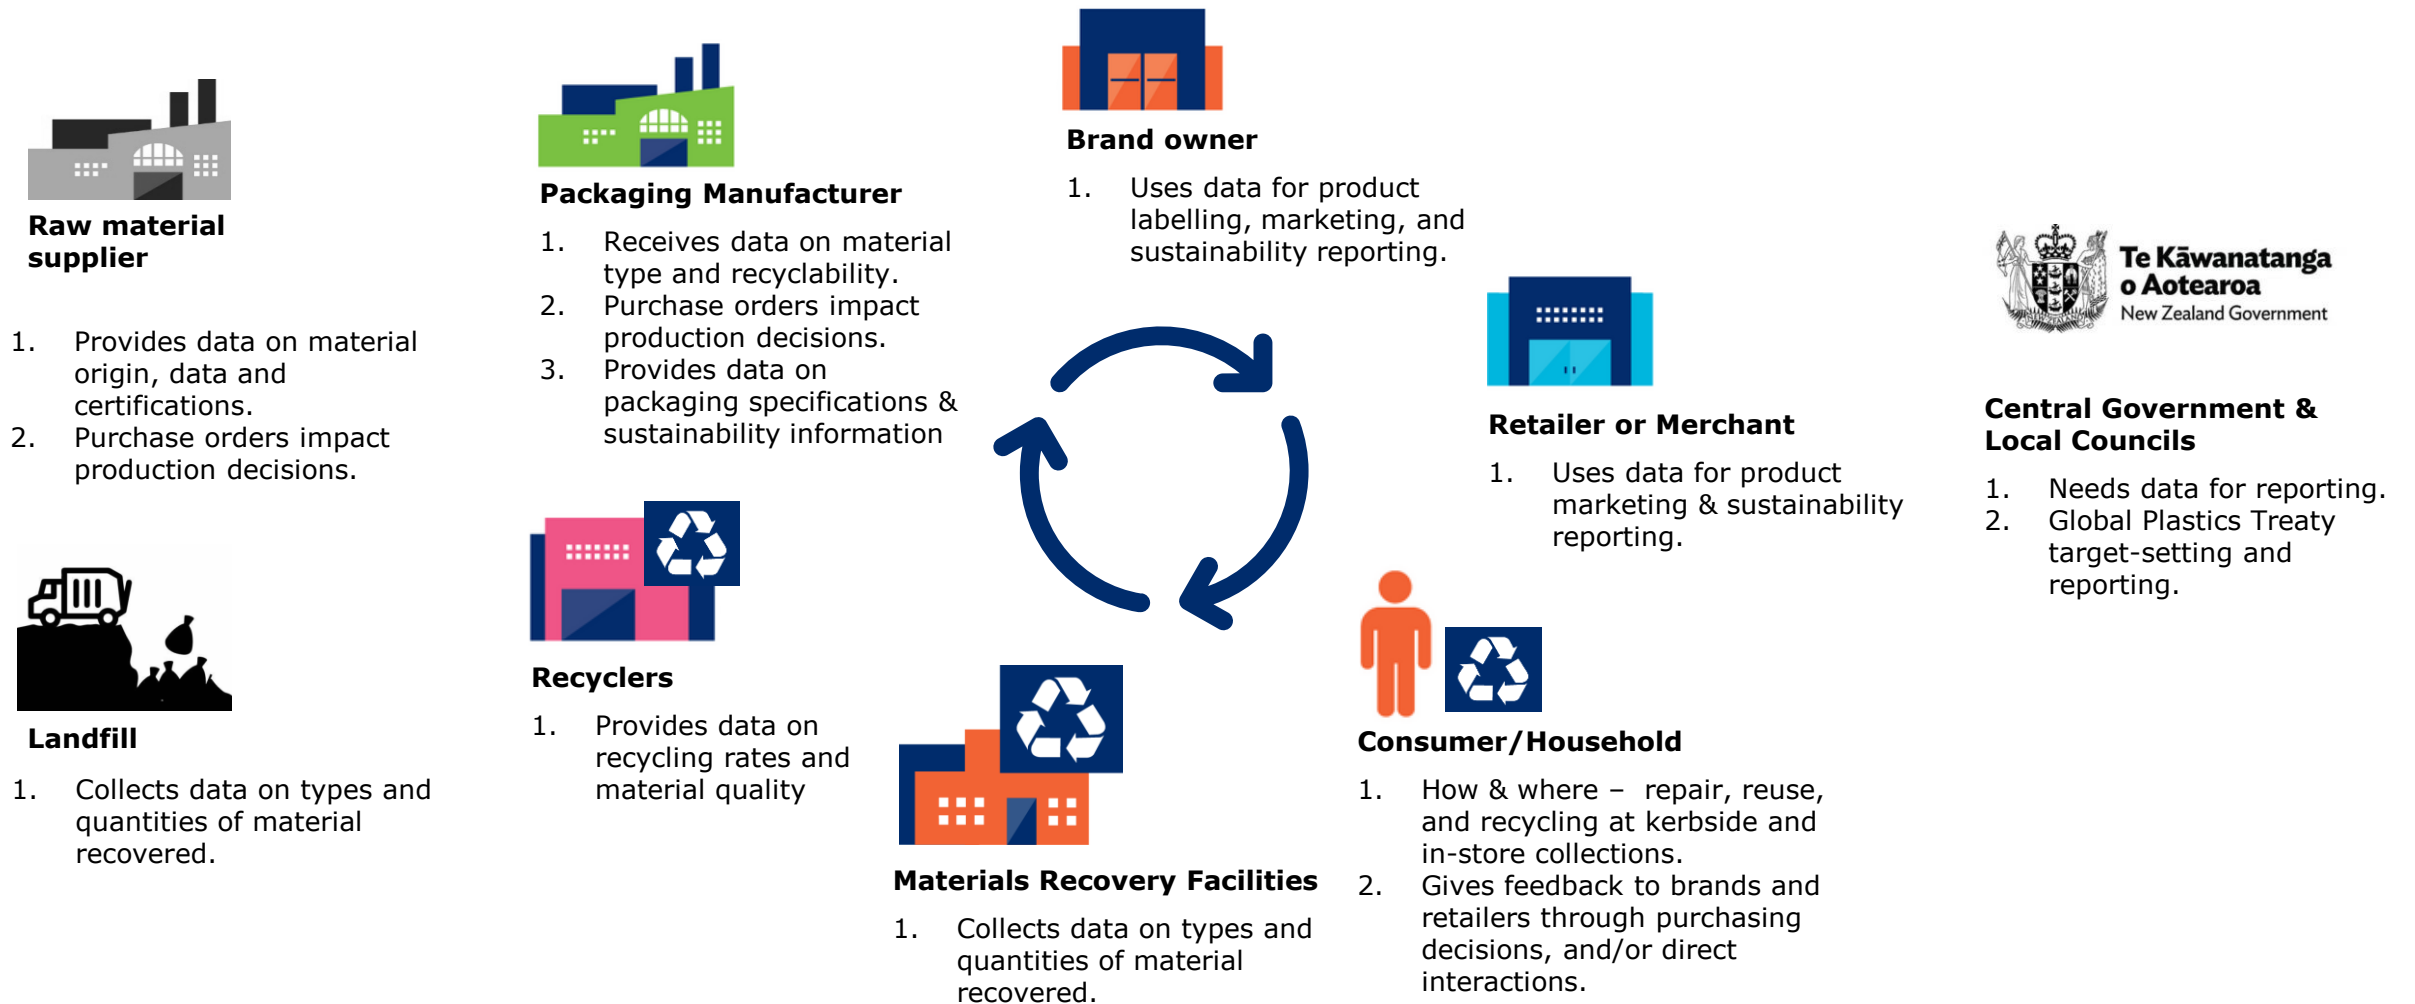 Raw material
supplier
1. Provides data on material
origin, data and
certifications.
2. Purchase orders impact
production decisions.
Packaging Manufacturer
1. Receives data on material
type and recyclability.
2. Purchase orders impact
production decisions.
3. Provides data on
packaging specifications &
sustainability information
Brand owner
1. Uses data for product
labelling, marketing, and
sustainability reporting.
Retailer or Merchant
1. Uses data for product
marketing & sustainability
reporting.
Te Kāwanatanga
o Aotearoa
New Zealand Government
Central Government &
Local Councils
1. Needs data for reporting.
2. Global Plastics Treaty
target-setting and
reporting.
Landfill
1. Collects data on types and
quantities of material
recovered.
Recyclers
1. Provides data on
recycling rates and
material quality
Materials Recovery Facilities
1. Collects data on types and
quantities of material
recovered.
Consumer/Household
1. How & where – repair, reuse,
and recycling at kerbside and
in-store collections.
2. Gives feedback to brands and
retailers through purchasing
decisions, and/or direct
interactions.